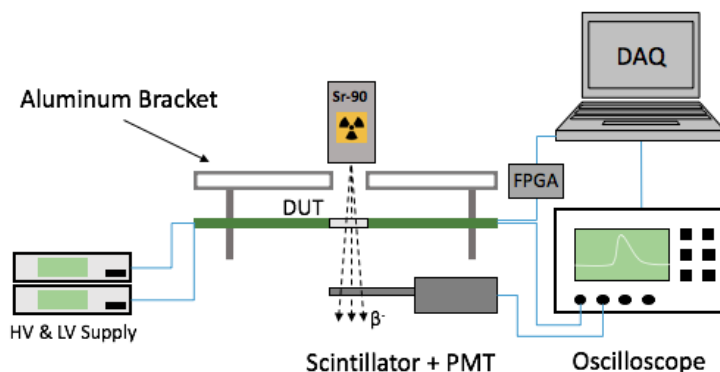 DAQ
Sr-90
Aluminum Bracket
FPGA
DUT
β-
HV & LV Supply
Scintillator + PMT
Oscilloscope